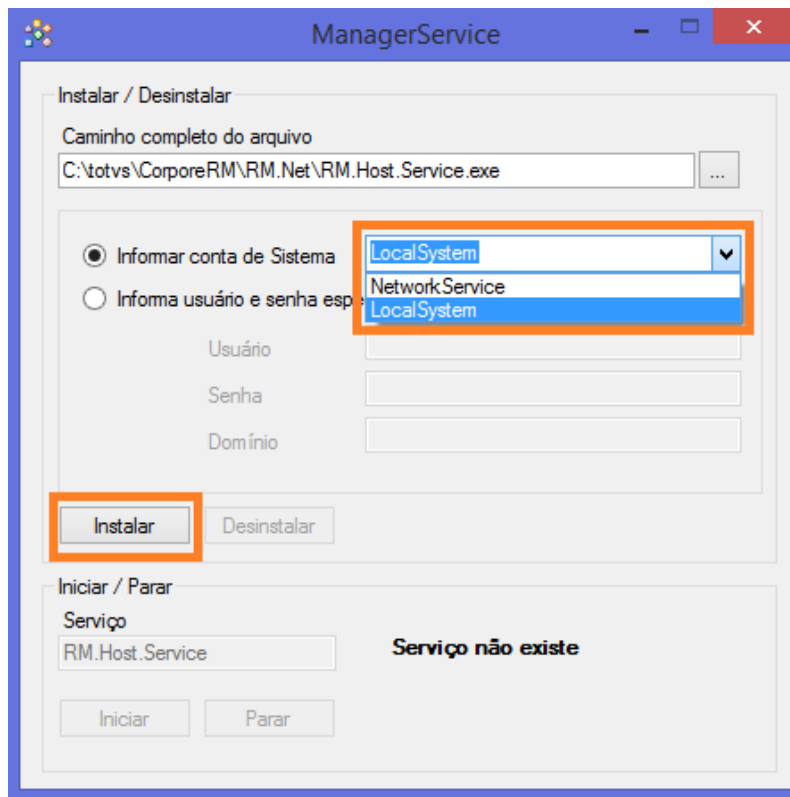 ManagerService
Instalar / Desinstalar
Caminho completo do arquivo
C:\totvs\CorporeRM\RM.Net\RM.Host.Service.exe ...
Informar conta de Sistema LocalSystem
NetworkService
Informa usuário e senha espe
LocalSystem
Usuário
Senha
Domínio
Instalar Desinstalar
Iniciar / Parar
Serviço
RM.Host.Service Serviço não existe
Iniciar Parar